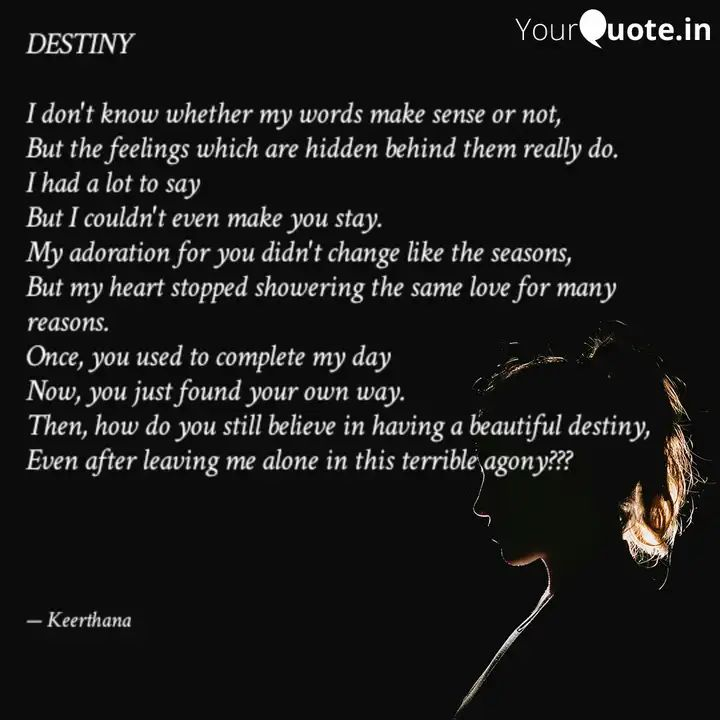 YourQuote.in
DESTINY
I don't know whether my words make sense or not,
But the feelings which are hidden behind them really do.
I had a lot to say
But I couldn't even make you stay.
My adoration for you didn't change like the seasons,
But my heart stopped showering the same love for many
reasons.
Once, you used to complete my day
Now, you just found your own way.
Then, how do you still believe in having a beautiful destiny,
Even after leaving me alone in this terrible agony???
— Keerthana